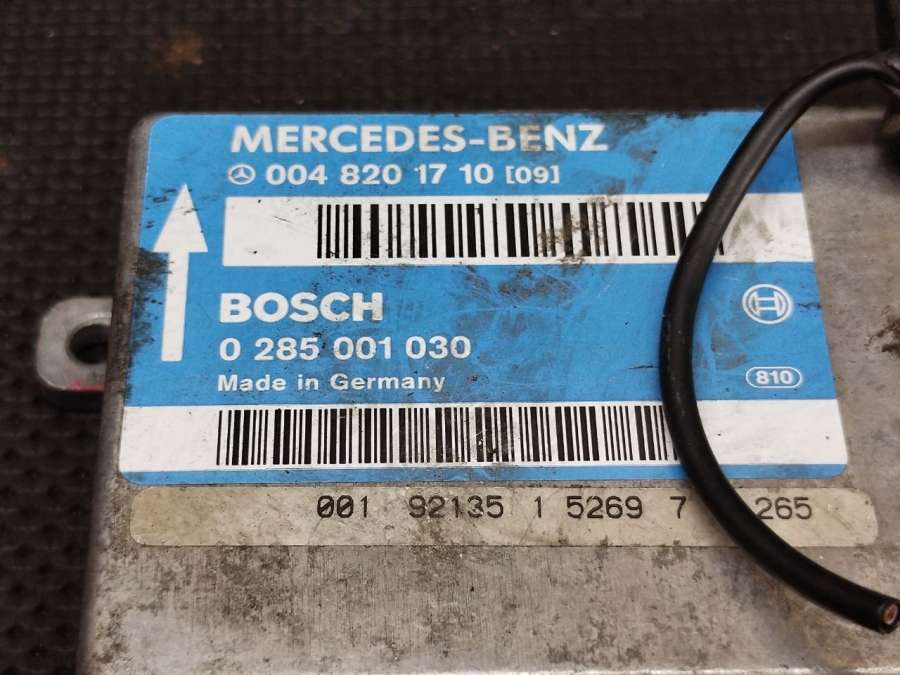 MERCEDES-BENZ
004 820 17 10 [09]
BOSCH
0 285 001 030
Made in Germany
810
001 92135 1 5269 7 265